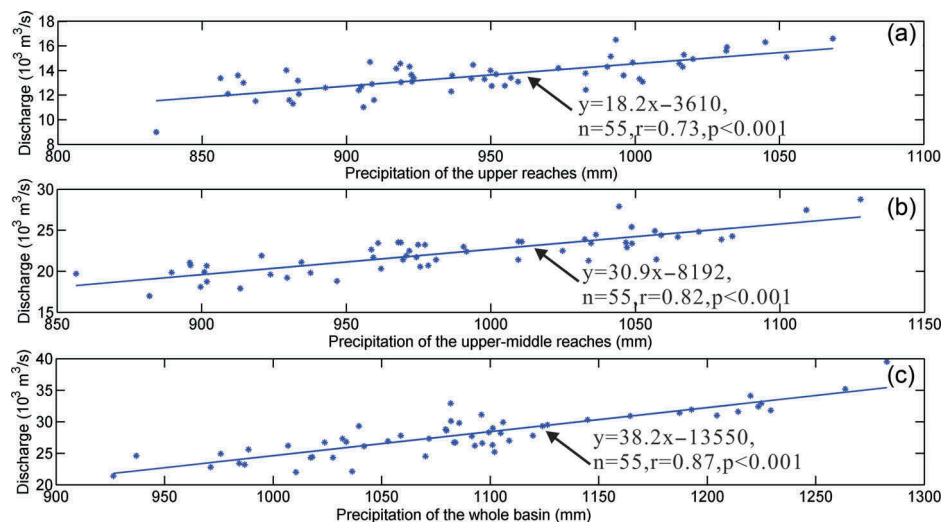 18
16
14
12
10
8
Discharge (10³ m³/s)
(a)
y=18.2x−3610,
n=55,r=0.73,p<0.001
800 850 900 950 1000 1050 1100
Precipitation of the upper reaches (mm)
30
25
20
15
Discharge (10³ m³/s)
(b)
y=30.9x−8192,
n=55,r=0.82,p<0.001
850 900 950 1000 1050 1100 1150
Precipitation of the upper-middle reaches (mm)
40
35
30
25
20
Discharge (10³ m³/s)
(c)
y=38.2x−13550,
n=55,r=0.87,p<0.001
900 950 1000 1050 1100 1150 1200 1250 1300
Precipitation of the whole basin (mm)